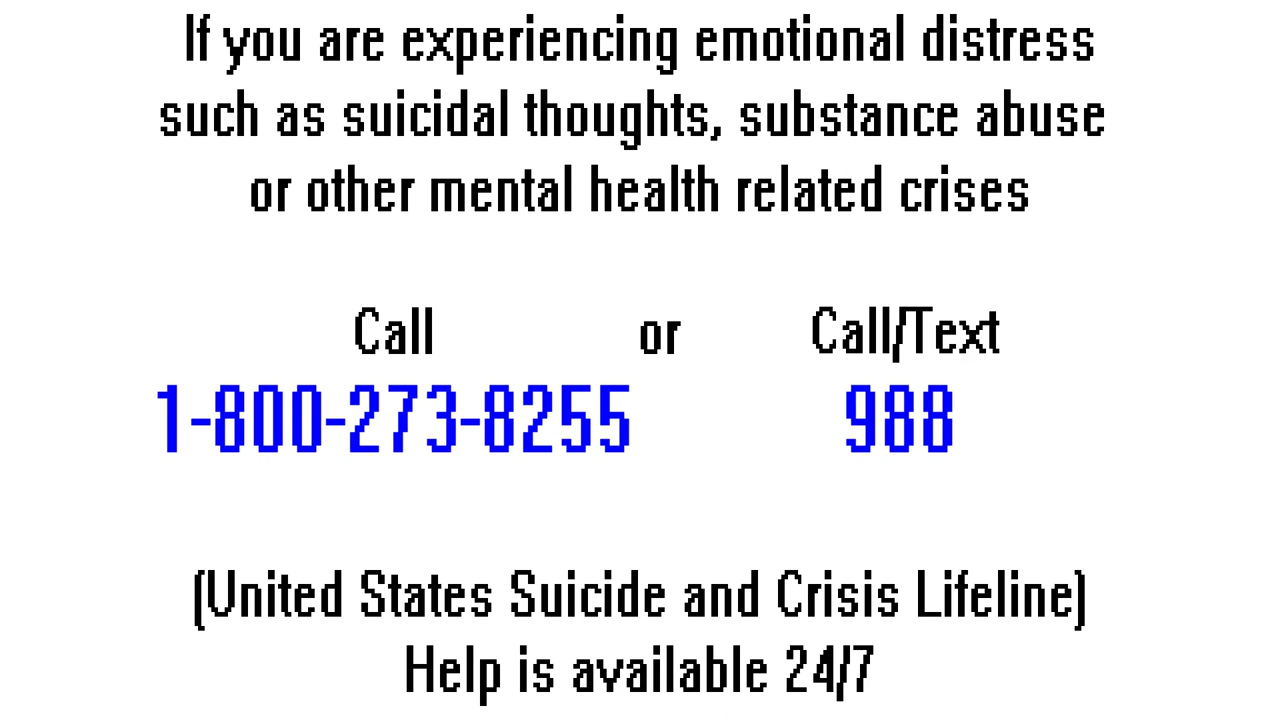 If you are experiencing emotional distress
such as suicidal thoughts, substance abuse
or other mental health related crises
Call or Call/Text
1-800-273-8255 988
(United States Suicide and Crisis Lifeline)
Help is available 24/7